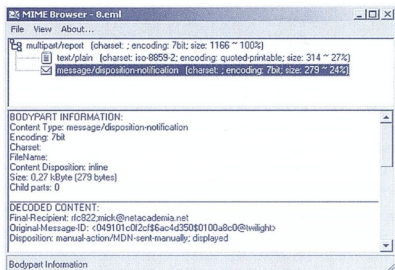 MIME Browser - 8.eml
File View About...
multipart/report (charset: ; encoding: 7bit; size: 1166 ~ 100%)
text/plain (charset: iso-8859-2; encoding: quoted-printable; size: 314 ~ 27%)
message/disposition-notification (charset: ; encoding: 7bit; size: 279 ~ 24%)
BODYPART INFORMATION:
Content Type: message/disposition-notification
Encoding: 7bit
Charset:
FileName:
Content Disposition: inline
Size: 0,27 kByte (279 bytes)
Child parts: 0
DECODED CONTENT:
Final-Recipient: rfc822;mick@netacademia.net
Original-Message-ID: <049101c0f2cf$6ac4d350$0100a8c0@twilight>
Disposition: manual-action/MDN-sent-manually; displayed
Bodypart Information